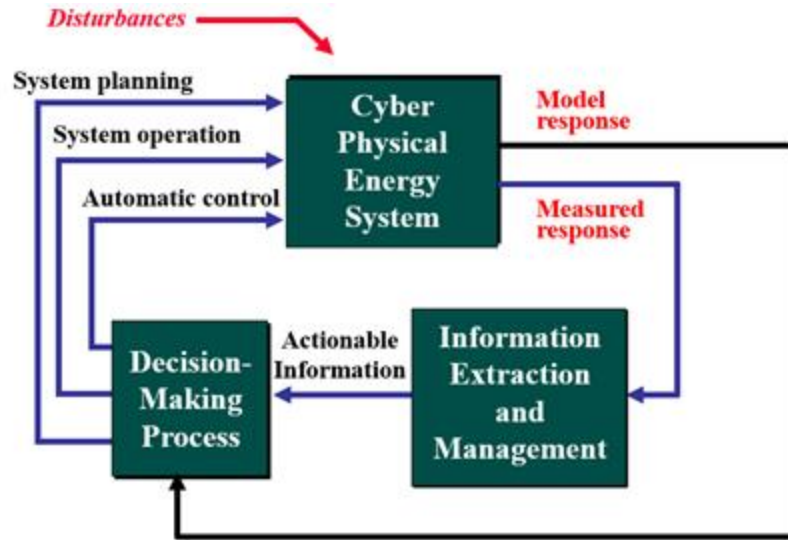 Disturbances
System planning
System operation
Automatic control
Cyber
Physical
Energy
System
Model
response
Measured
response
Decision-
Making
Process
Actionable
Information
Information
Extraction
and
Management